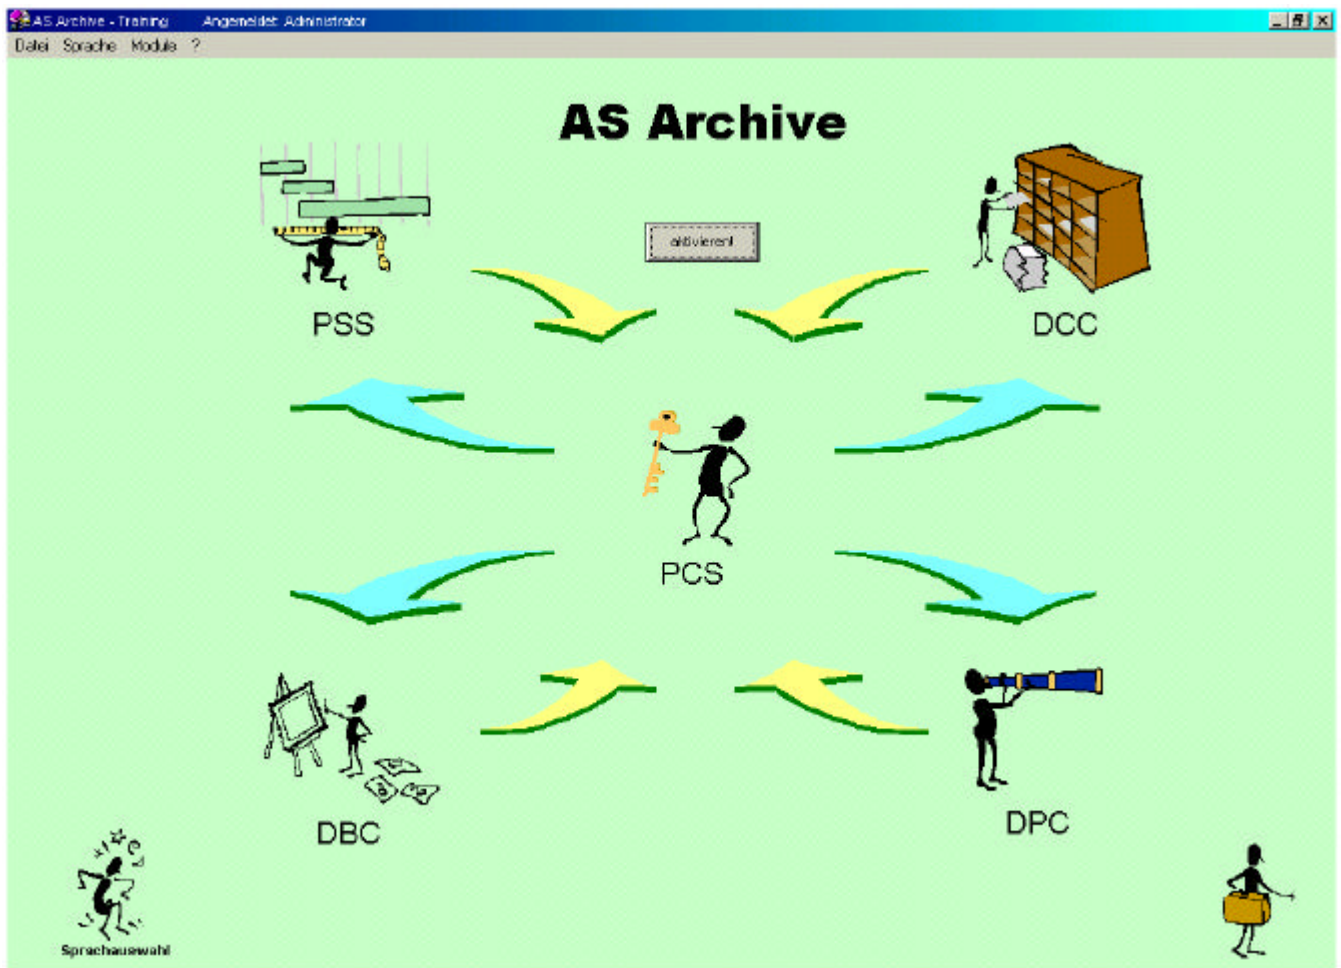 AS Archive - Training Angemeldet: Administrator
Datei Sprache Module ?
AS Archive
aktivieren!
PSS
DCC
PCS
DBC
DPC
Sprachauswahl